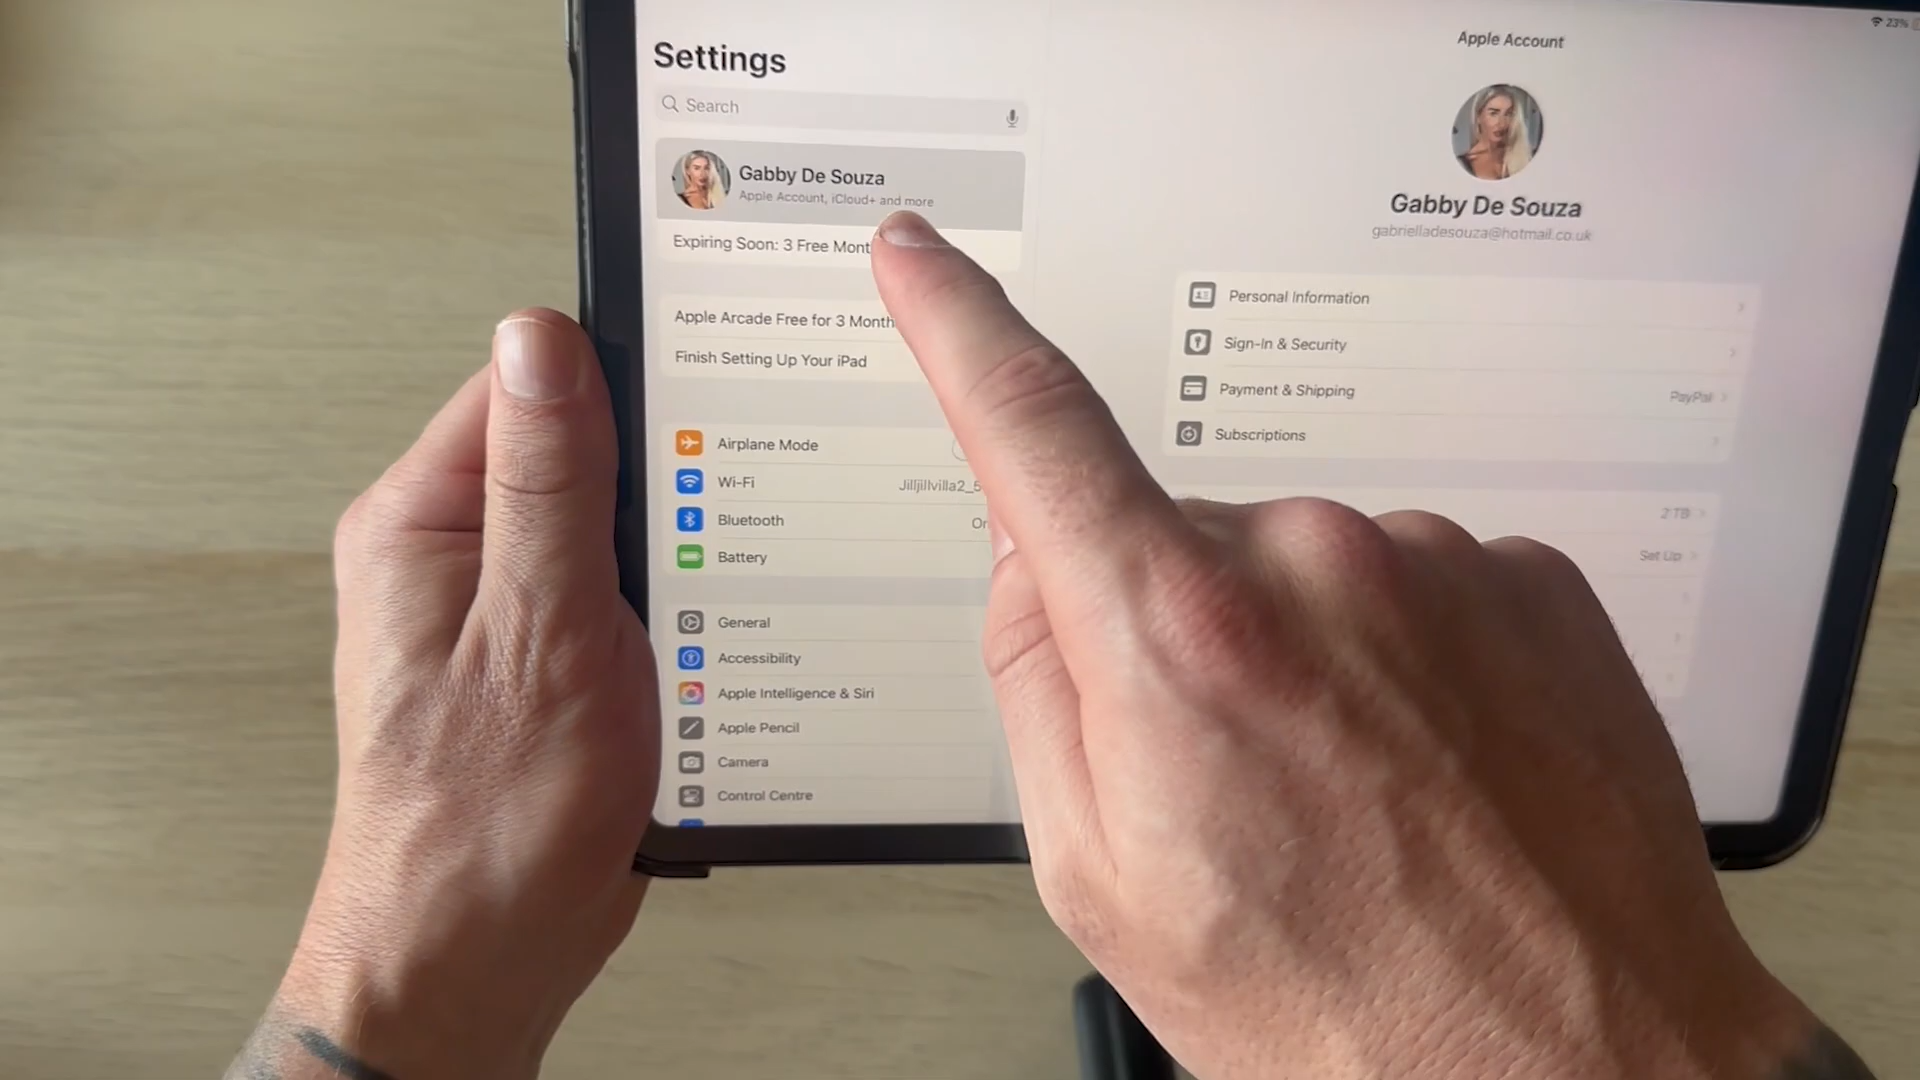 Settings
Search
Gabby De Souza
Apple Account, iCloud+ and more
Expiring Soon: 3 Free
Apple Arcade Free for 3
Finish Setting Up Your iPad
Airplane Mode
Wi-Fi
Bluetooth
Battery
General
Accessibility
Apple Intelligence & Siri
Apple Pencil
Camera
Control Centre
23%
Apple Account
Gabby De Souza
gabrielladesouza@hotmail.co.uk
Personal Information
Sign-In & Security
Payment & Shipping PayPal
Subscriptions
2 TB
Set Up